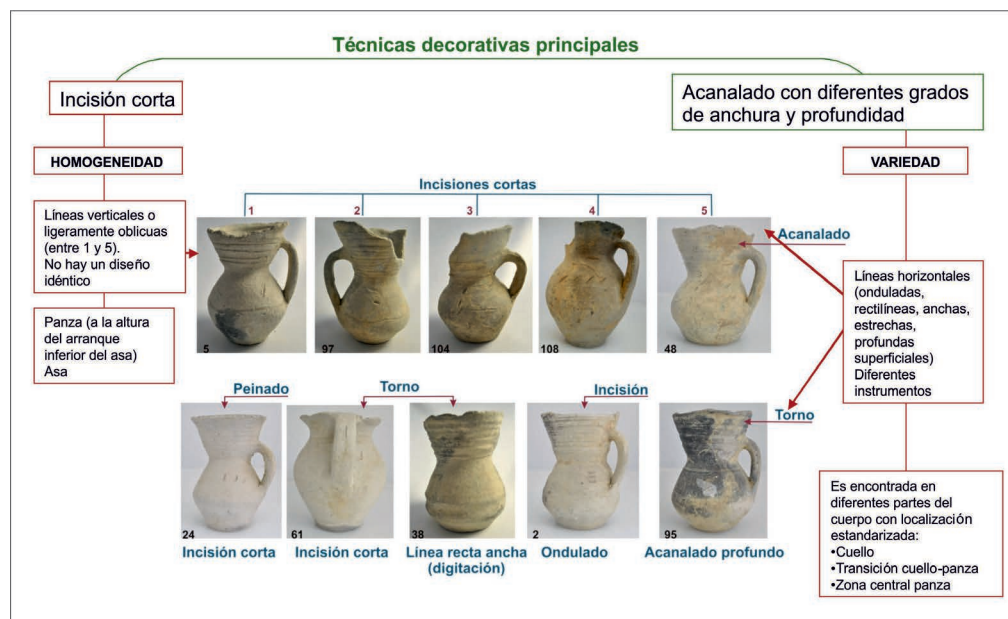 Técnicas decorativas principales
Incisión corta
Acanalado con diferentes grados
de anchura y profundidad
HOMOGENEIDAD
VARIEDAD
Líneas verticales o
ligeramente oblicuas
(entre 1 y 5).
No hay un diseño
idéntico
Panza (a la altura
del arranque
inferior del asa)
Asa
Incisiones cortas
1 2 3 4 5
Acanalado
5 97 104 108 48
Líneas horizontales
(onduladas,
rectilíneas, anchas,
estrechas,
profundas
superficiales)
Diferentes
instrumentos
Peinado Torno Incisión
Torno
24 61 38 2 95
Incisión corta Incisión corta Línea recta ancha Ondulado Acanalado profundo
(digitación)
Es encontrada en
diferentes partes del
cuerpo con localización
estandarizada:
•Cuello
•Transición cuello-panza
•Zona central panza